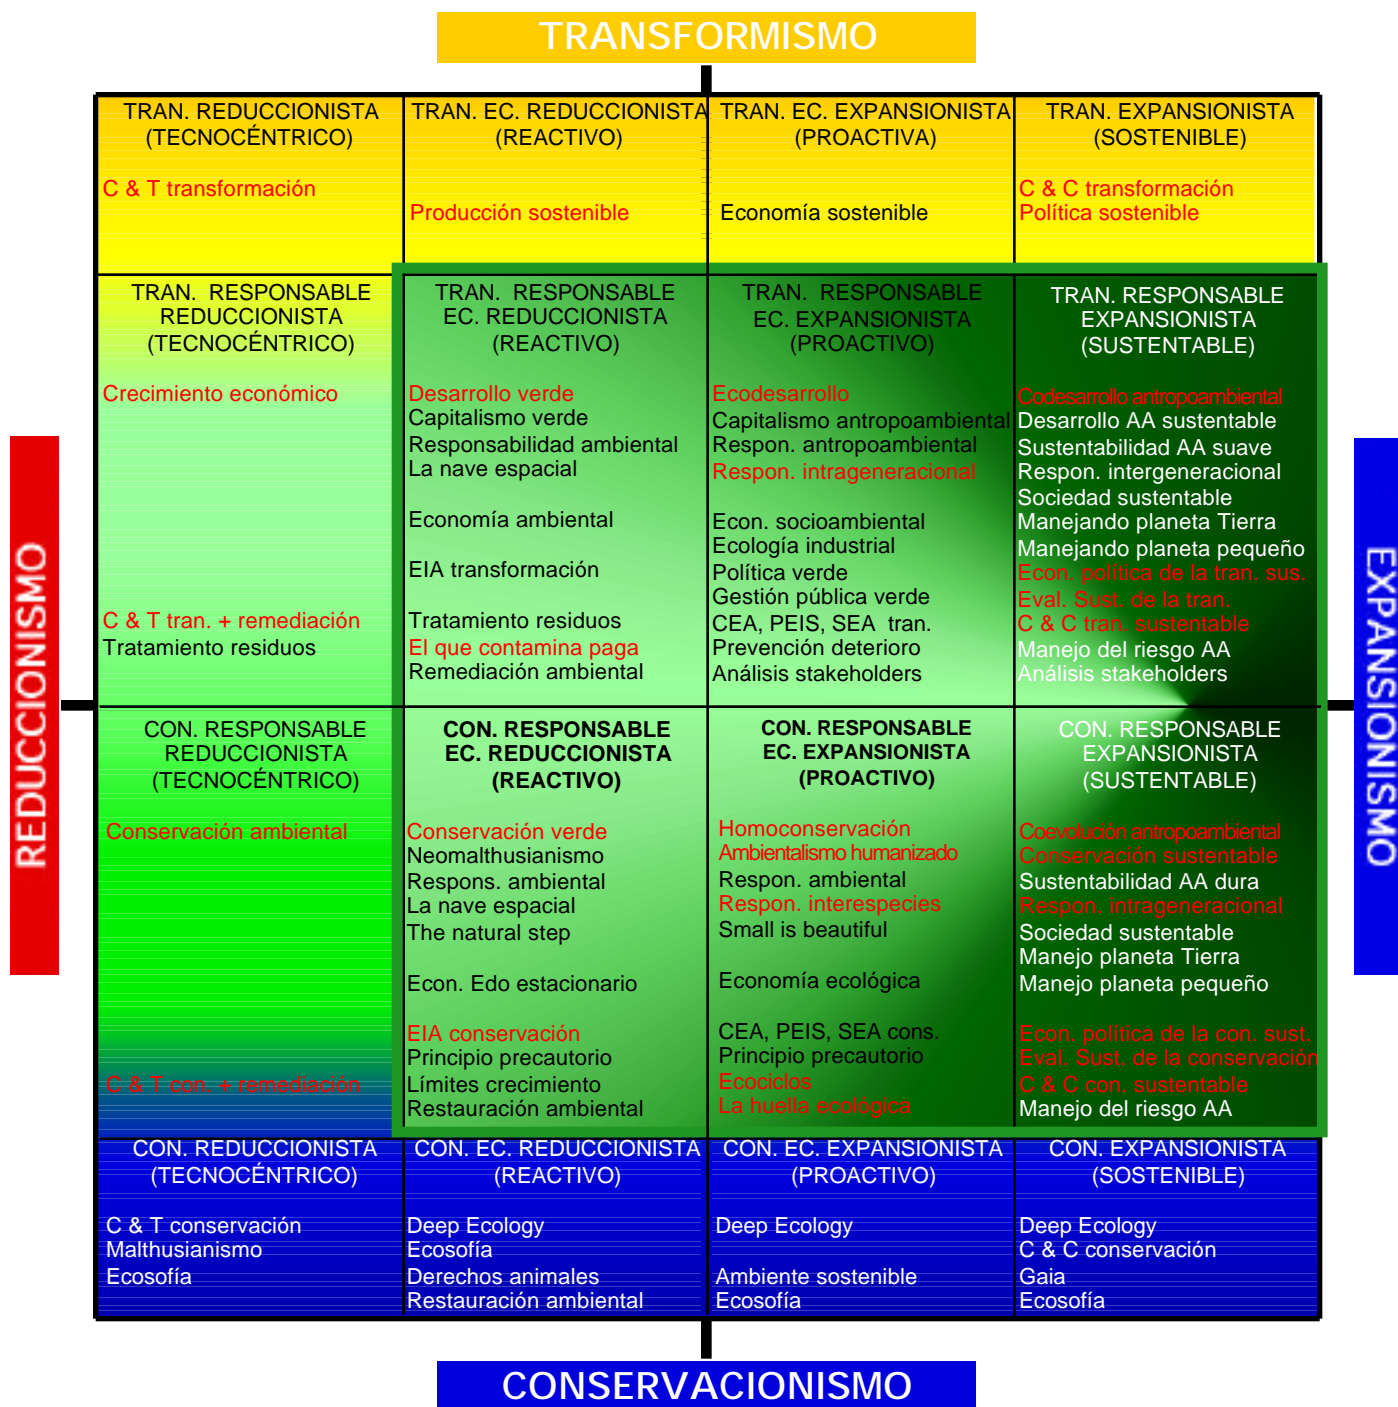 TRANSFORMISMO
TRAN. REDUCCIONISTA
(TECNOCÉNTRICO)
C & T transformación
TRAN. EC. REDUCCIONISTA
(REACTIVO)
Producción sostenible
TRAN. EC. EXPANSIONISTA
(PROACTIVA)
Economía sostenible
TRAN. EXPANSIONISTA
(SOSTENIBLE)
C & C transformación
Política sostenible
REDUCCIONISMO
TRAN. RESPONSABLE
REDUCCIONISTA
(TECNOCÉNTRICO)
Crecimiento económico
C & T tran. + remediación
Tratamiento residuos
TRAN. RESPONSABLE
EC. REDUCCIONISTA
(REACTIVO)
Desarrollo verde
Capitalismo verde
Responsabilidad ambiental
La nave espacial
Economía ambiental
EIA transformación
Tratamiento residuos
El que contamina paga
Remediación ambiental
TRAN. RESPONSABLE
EC. EXPANSIONISTA
(PROACTIVO)
Ecodesarrollo
Capitalismo antropoambiental
Respon. antropoambiental
Respon. intrageneracional
Econ. socioambiental
Ecología industrial
Política verde
Gestión pública verde
CEA, PEIS, SEA tran.
Prevención deterioro
Análisis stakeholders
TRAN. RESPONSABLE
EXPANSIONISTA
(SUSTENTABLE)
Codesarrollo antropoambiental
Desarrollo AA sustentable
Sustentabilidad AA suave
Respon. intergeneracional
Sociedad sustentable
Manejando planeta Tierra
Manejando planeta pequeño
Econ. política de la tran. sus.
Eval. Sust. de la tran.
C & C tran. sustentable
Manejo del riesgo AA
Análisis stakeholders
EXPANSIONISMO
CON. RESPONSABLE
REDUCCIONISTA
(TECNOCÉNTRICO)
Conservación ambiental
C & T con. + remediación
CON. RESPONSABLE
EC. REDUCCIONISTA
(REACTIVO)
Conservación verde
Neomalthusianismo
Respons. ambiental
La nave espacial
The natural step
Econ. Edo estacionario
EIA conservación
Principio precautorio
Límites crecimiento
Restauración ambiental
CON. RESPONSABLE
EC. EXPANSIONISTA
(PROACTIVO)
Homoconservación
Ambientalismo humanizado
Respon. ambiental
Respon. interespecies
Small is beautiful
Economía ecológica
CEA, PEIS, SEA cons.
Principio precautorio
Ecociclos
La huella ecológica
CON. RESPONSABLE
EXPANSIONISTA
(SUSTENTABLE)
Coevolución antropoambiental
Conservación sustentable
Sustentabilidad AA dura
Respon. intrageneracional
Sociedad sustentable
Manejo planeta Tierra
Manejo planeta pequeño
Econ. política de la con. sust.
Eval. Sust. de la conservación
C & C con. sustentable
Manejo del riesgo AA
CON. REDUCCIONISTA
(TECNOCÉNTRICO)
C & T conservación
Malthusianismo
Ecosofía
CON. EC. REDUCCIONISTA
(REACTIVO)
Deep Ecology
Ecosofía
Derechos animales
Restauración ambiental
CON. EC. EXPANSIONISTA
(PROACTIVO)
Deep Ecology
Ambiente sostenible
Ecosofía
CON. EXPANSIONISTA
(SOSTENIBLE)
Deep Ecology
C & C conservación
Gaia
Ecosofía
CONSERVACIONISMO